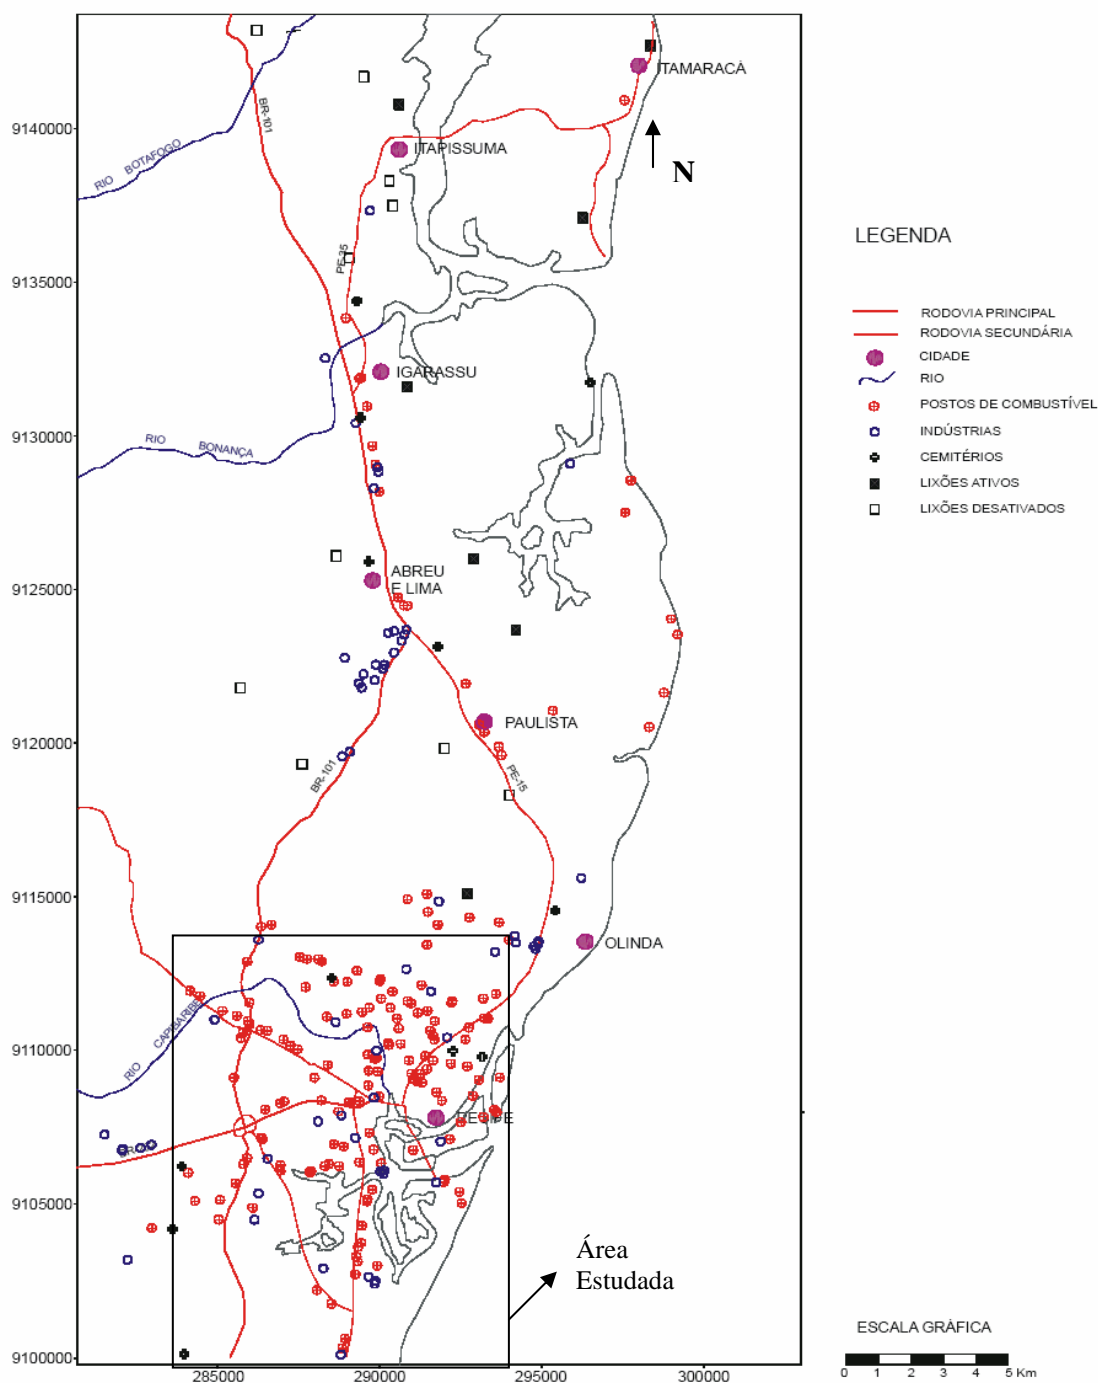 ITAMARACÁ
BR-101
9140000
ITAPISSUMA
N
RIO BOTAFOGO
LEGENDA
PE-35
9135000
RODOVIA PRINCIPAL
RODOVIA SECUNDÁRIA
CIDADE
IGARASSU
RIO
POSTOS DE COMBUSTÍVEL
9130000
RIO BONANÇA
INDÚSTRIAS
CEMITÉRIOS
LIXÕES ATIVOS
LIXÕES DESATIVADOS
ABREU
E LIMA
9125000
PAULISTA
9120000
BR-101
PE-15
9115000
OLINDA
RIO CAPIBARIBE
9110000
RECIFE
9105000
Área
Estudada
ESCALA GRÁFICA
9100000
0 1 2 3 4 5 Km
285000 290000 295000 300000